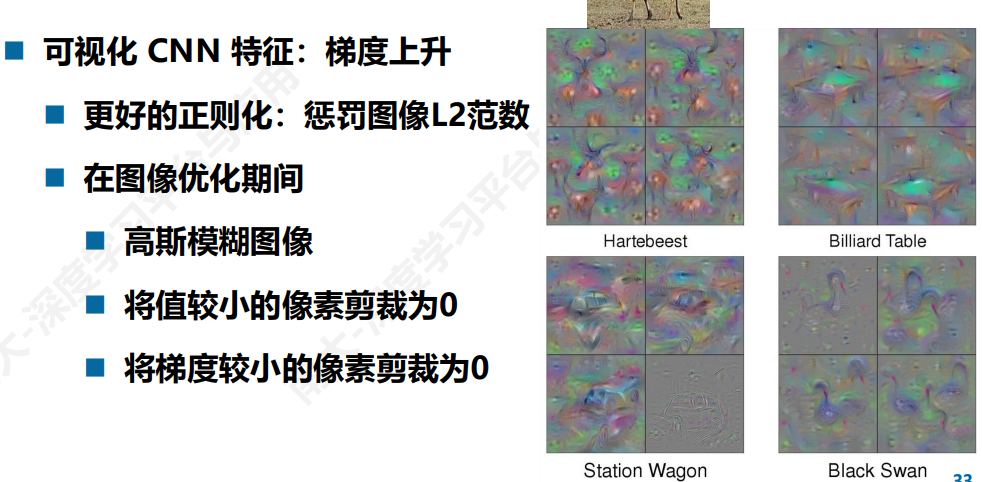 可视化 CNN 特征：梯度上升
更好的正则化：惩罚图像L2范数
在图像优化期间
高斯模糊图像
将值较小的像素剪裁为0
将梯度较小的像素剪裁为0
Hartebeest
Billiard Table
Station Wagon
Black Swan
33